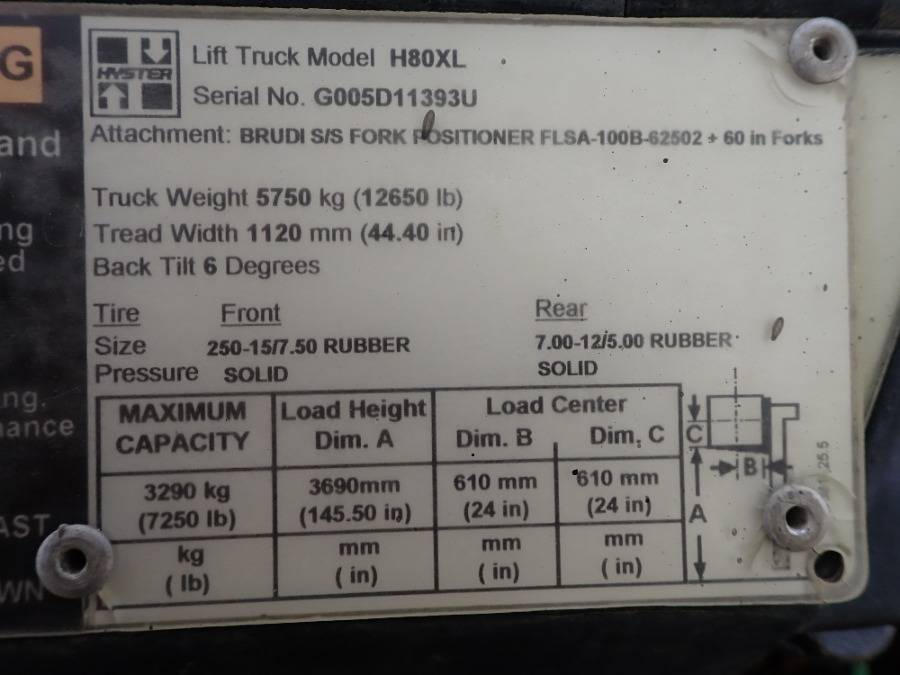 G
and
ng
ed
ng.
nance
AST
WN
HYSTER
Lift Truck Model H80XL
Serial No. G005D11393U
Attachment: BRUDI S/S FORK POSITIONER FLSA-100B-62502 + 60 in Forks
Truck Weight 5750 kg (12650 lb)
Tread Width 1120 mm (44.40 in)
Back Tilt 6 Degrees
Tire Front Rear
Size 250-15/7.50 RUBBER 7.00-12/5.00 RUBBER
Pressure SOLID SOLID
MAXIMUM CAPACITY Load Height Dim. A Load Center Dim. B Dim. C
3290 kg (7250 lb) 3690mm (145.50 in) 610 mm (24 in) 610 mm (24 in)
kg ( lb) mm ( in) mm ( in) mm ( in)
C
B
A